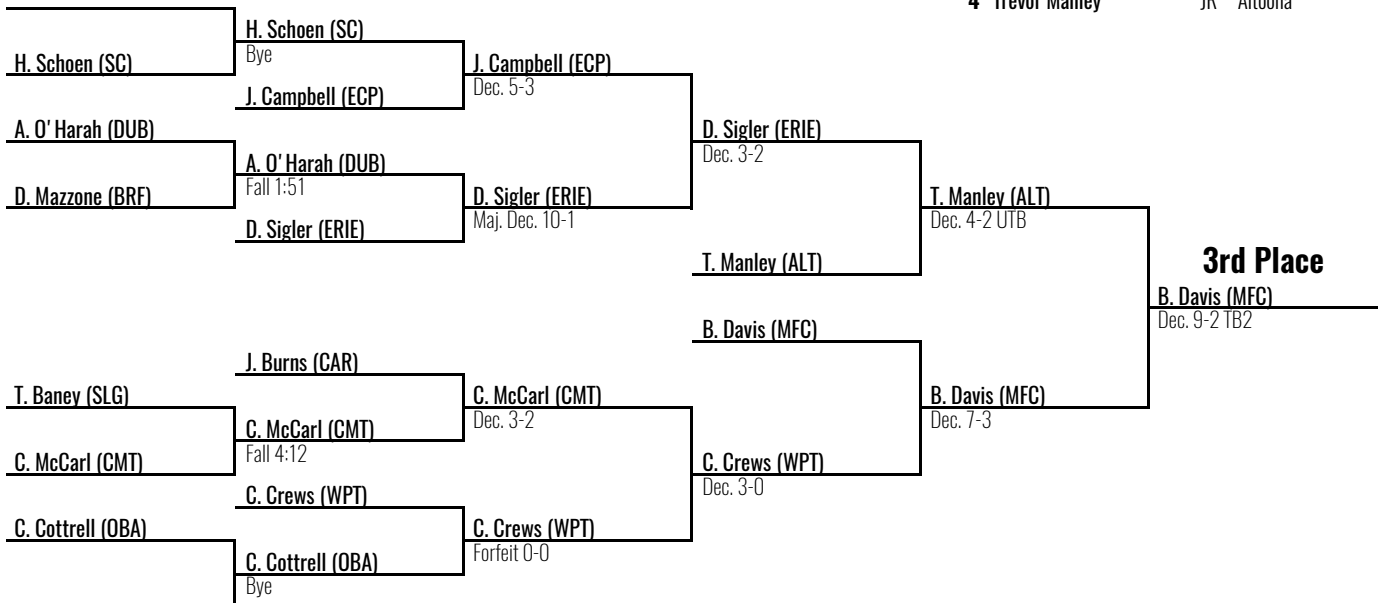 4 Trevor Manley JR Altoona
H. Schoen (SC)
Bye
H. Schoen (SC)
J. Campbell (ECP)
Dec. 5-3
J. Campbell (ECP)
A. O'Harah (DUB)
D. Sigler (ERIE)
Dec. 3-2
A. O'Harah (DUB)
Fall 1:51
D. Mazzone (BRF)
D. Sigler (ERIE)
Maj. Dec. 10-1
T. Manley (ALT)
Dec. 4-2 UTB
D. Sigler (ERIE)
T. Manley (ALT)
3rd Place
B. Davis (MFC)
Dec. 9-2 TB2
B. Davis (MFC)
J. Burns (CAR)
T. Baney (SLG)
C. McCarl (CMT)
Dec. 3-2
B. Davis (MFC)
Dec. 7-3
C. McCarl (CMT)
Fall 4:12
C. McCarl (CMT)
C. Crews (WPT)
Dec. 3-0
C. Crews (WPT)
C. Cottrell (OBA)
C. Crews (WPT)
Forfeit 0-0
C. Cottrell (OBA)
Bye